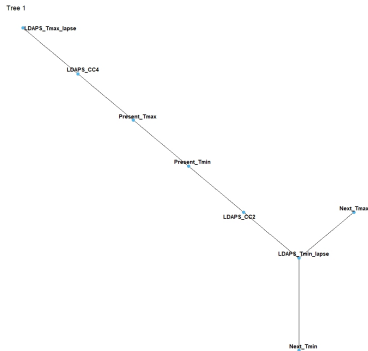 Tree 1
LDAPS_Tmax_lapse
LDAPS_CC4
Present_Tmax
Present_Tmin
Next_Tmax
LDAPS_CC2
LDAPS_Tmin_lapse
Next_Tmin